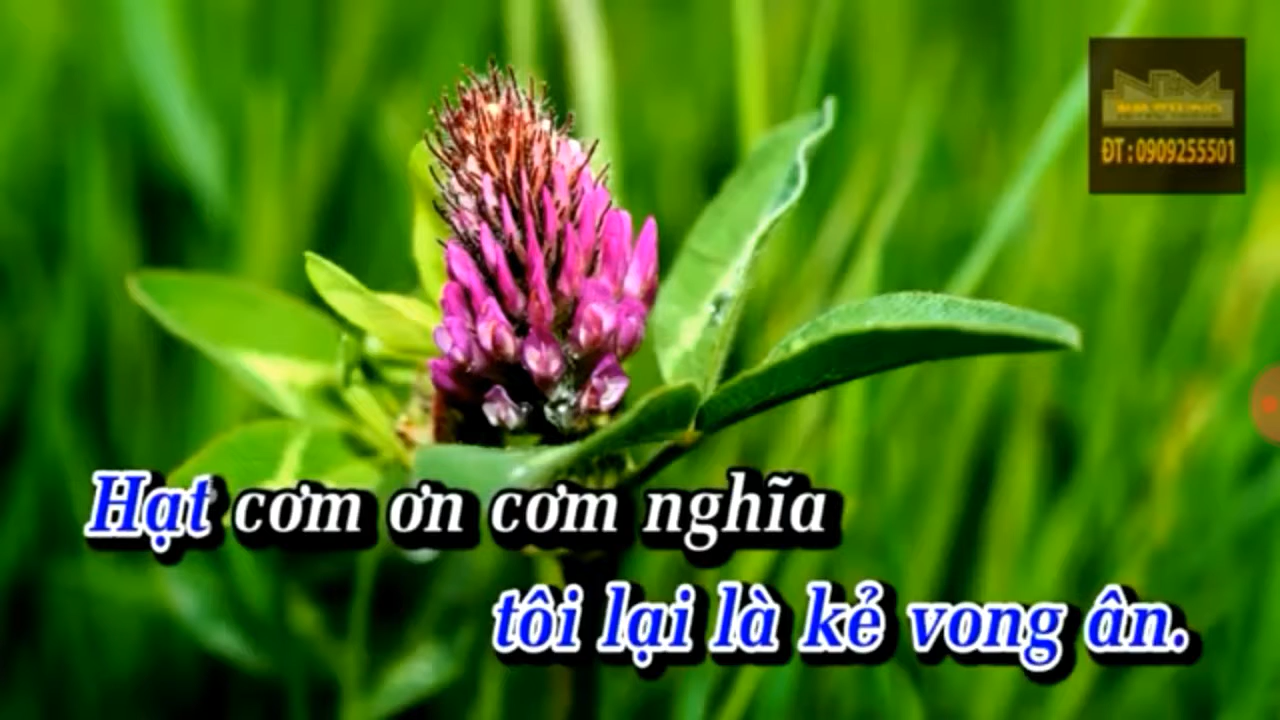 ĐT : 0909255501
Hạt cơm ơn cơm nghĩa
tôi lại là kẻ vong ân.